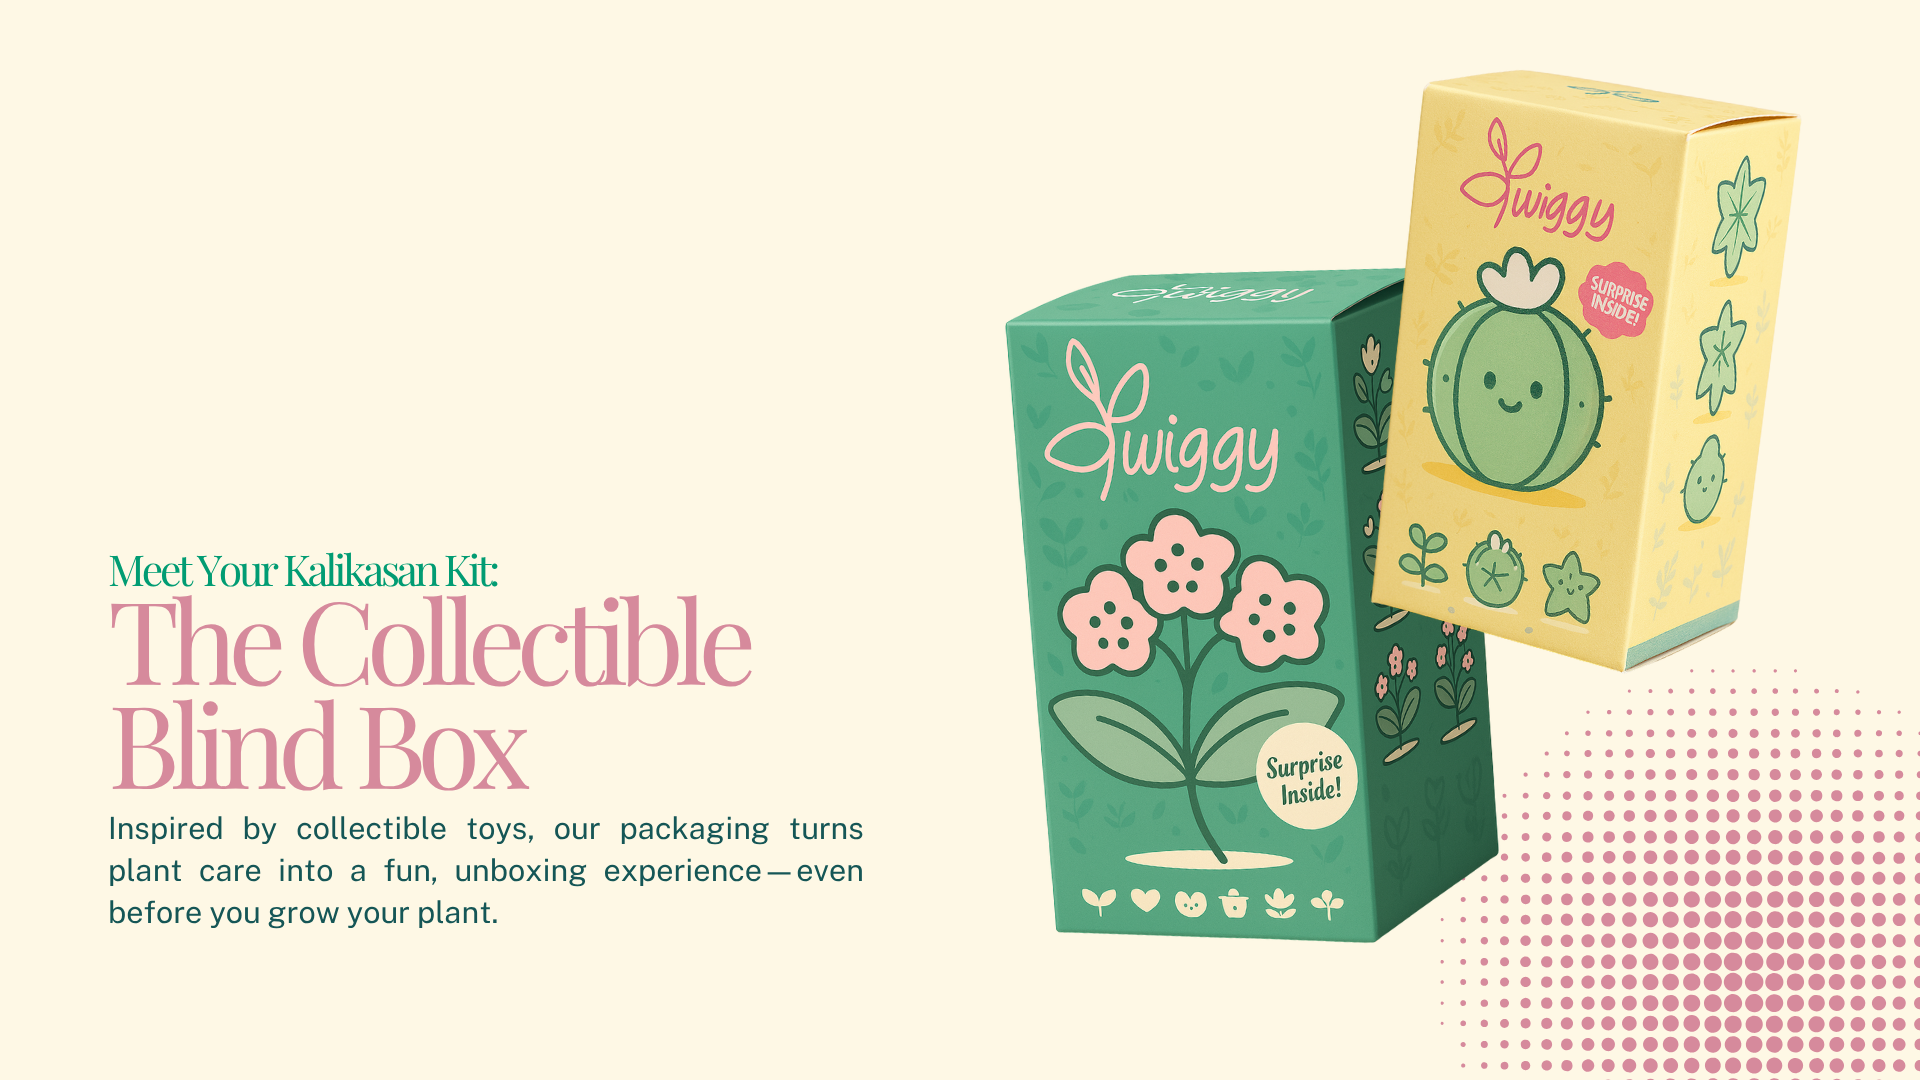 Meet Your Kalikasan Kit:
The Collectible
Blind Box
Inspired by collectible toys, our packaging turns
plant care into a fun, unboxing experience—even
before you grow your plant.
Twiggy
Twiggy
Surprise
Inside!
Twiggy
SURPRISE
INSIDE!